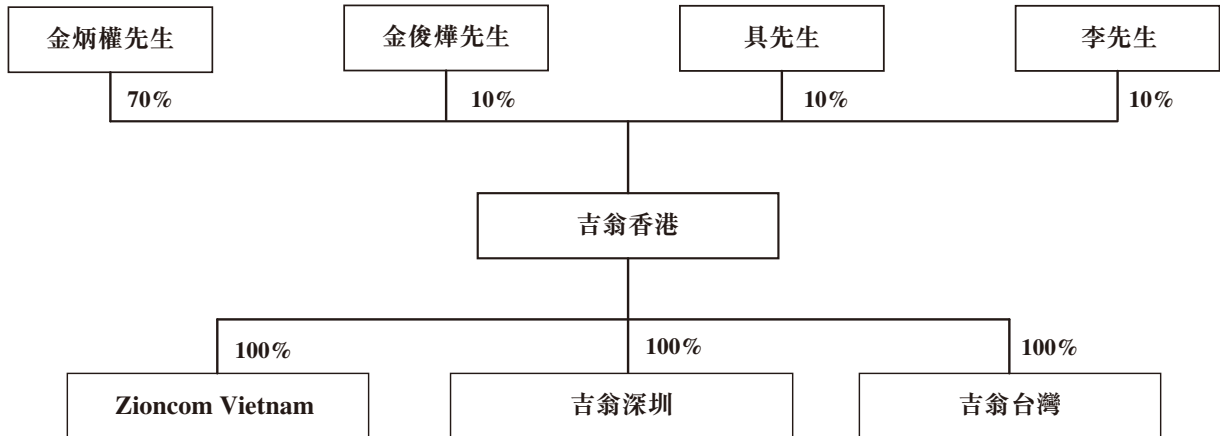 金炳權先生
金俊燁先生
具先生
李先生
70%
10%
10%
10%
吉翁香港
100%
100%
100%
Zioncom Vietnam
吉翁深圳
吉翁台灣